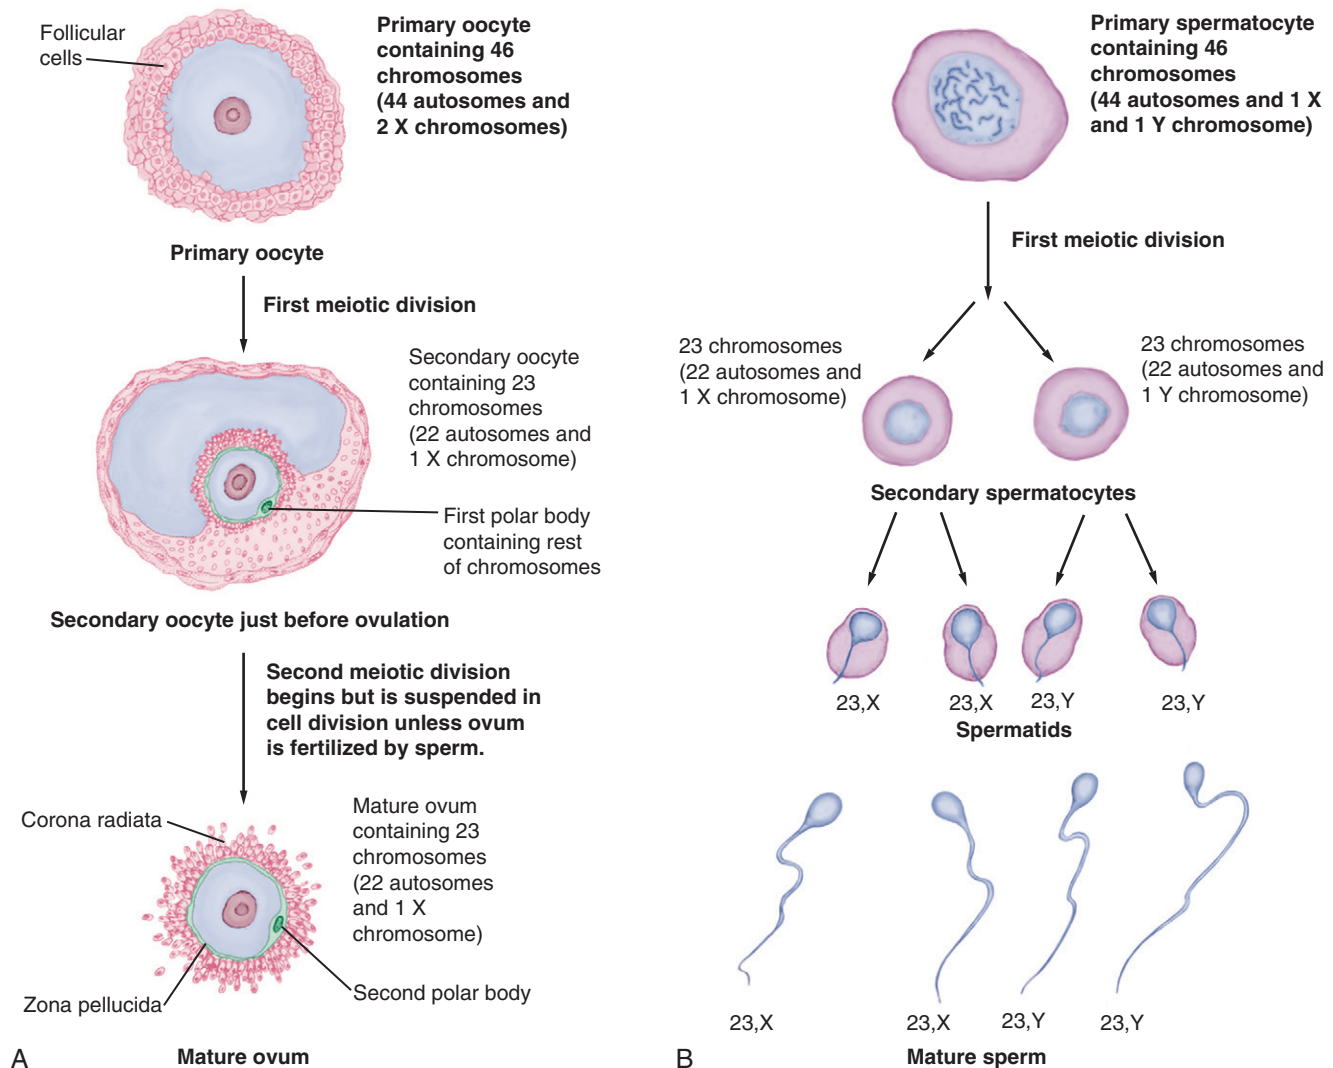 Follicular
cells
Primary oocyte
containing 46
chromosomes
(44 autosomes and
2 X chromosomes)
Primary oocyte
First meiotic division
Secondary oocyte
containing 23
chromosomes
(22 autosomes and
1 X chromosome)
First polar body
containing rest
of chromosomes
Secondary oocyte just before ovulation
Second meiotic division
begins but is suspended in
cell division unless ovum
is fertilized by sperm.
Corona radiata
Mature ovum
containing 23
chromosomes
(22 autosomes
and 1 X
chromosome)
Zona pellucida
Second polar body
A
Mature ovum
Primary spermatocyte
containing 46
chromosomes
(44 autosomes and 1 X
and 1 Y chromosome)
First meiotic division
23 chromosomes
(22 autosomes and
1 X chromosome)
23 chromosomes
(22 autosomes and
1 Y chromosome)
Secondary spermatocytes
23,X
23,X
23,Y
23,Y
Spermatids
23,X
23,X
23,Y
23,Y
B
Mature sperm